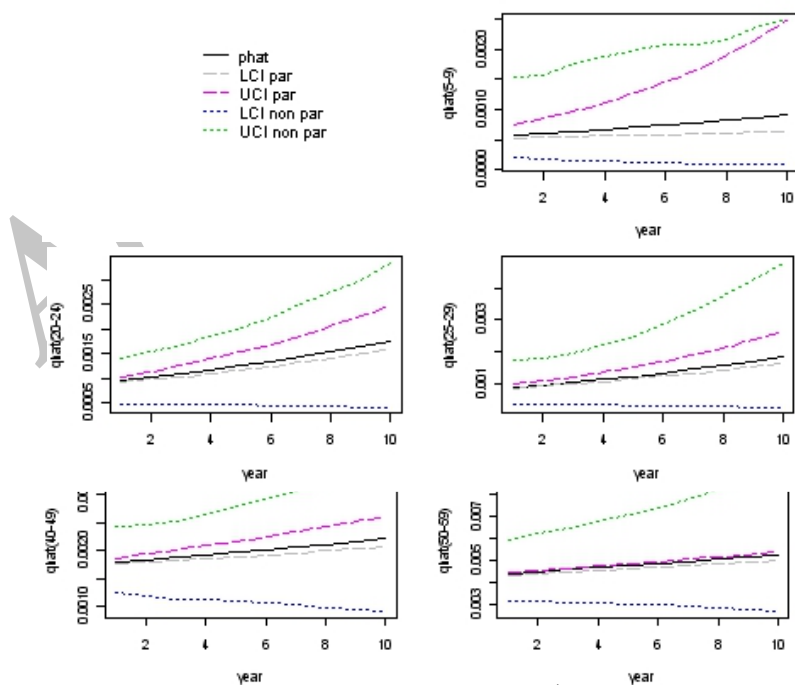 phat
LCI par
UCI par
LCI non par
UCI non par
qhat(5-9)
0.0000 0.0010 0.0020
2 4 6 8 10
year
qhat(20-24)
0.0005 0.0015 0.0025
2 4 6 8 10
year
qhat(25-29)
0.001 0.003
2 4 6 8 10
year
qhat(40-49)
0.0010 0.0020
2 4 6 8 10
year
qhat(50-59)
0.003 0.005 0.007
2 4 6 8 10
year